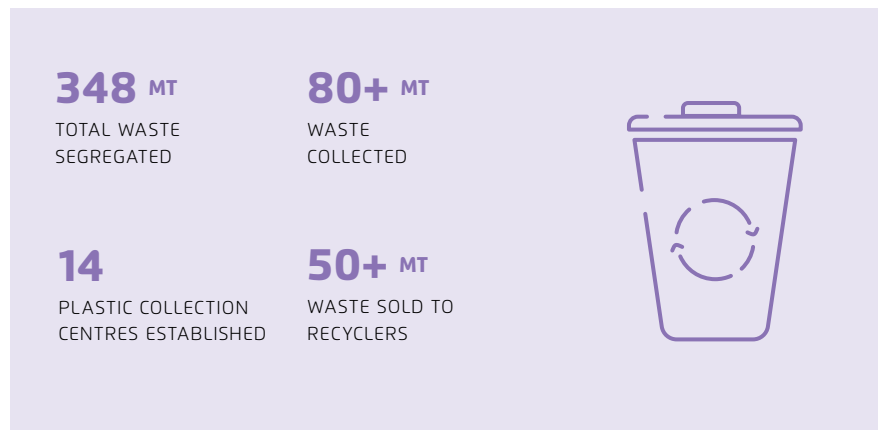 348 MT
TOTAL WASTE
SEGREGATED
80+ MT
WASTE
COLLECTED
14
PLASTIC COLLECTION
CENTRES ESTABLISHED
50+ MT
WASTE SOLD TO
RECYCLERS